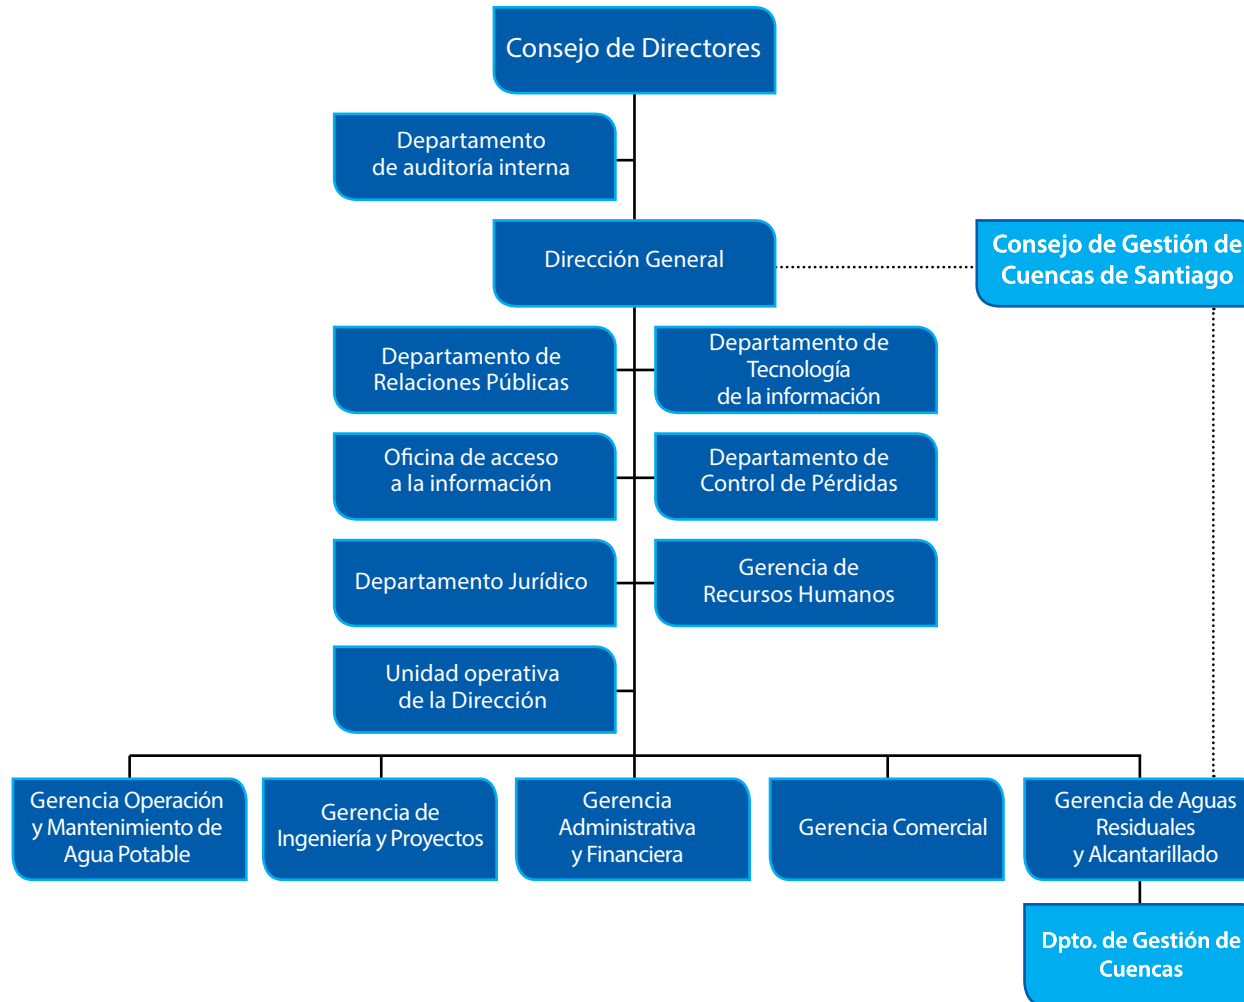 Consejo de Directores
Departamento
de auditoría interna
Dirección General
Consejo de Gestión de
Cuencas de Santiago
Departamento de
Relaciones Públicas
Departamento de
Tecnología
de la información
Oficina de acceso
a la información
Departamento de
Control de Pérdidas
Departamento Jurídico
Gerencia de
Recursos Humanos
Unidad operativa
de la Dirección
Gerencia Operación
y Mantenimiento de
Agua Potable
Gerencia de
Ingeniería y Proyectos
Gerencia
Administrativa
y Financiera
Gerencia Comercial
Gerencia de Aguas
Residuales
y Alcantarillado
Dpto. de Gestión de
Cuencas